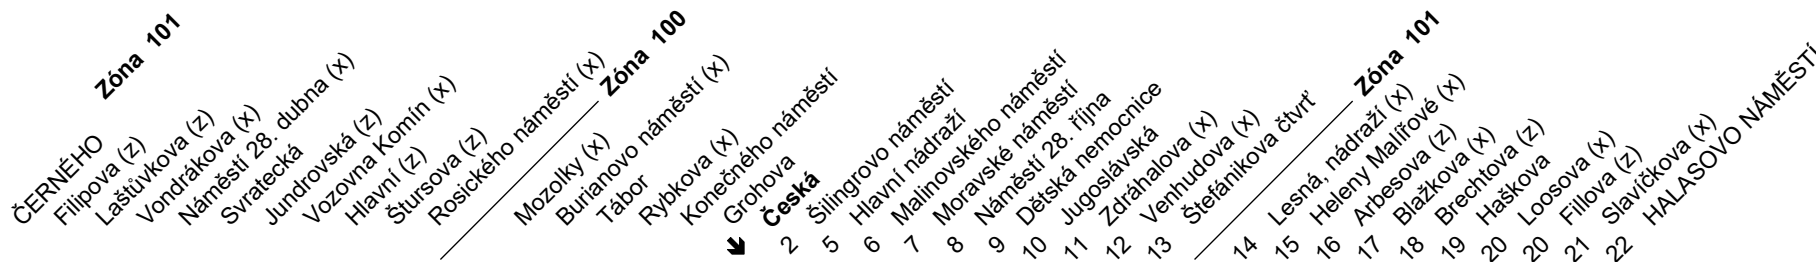 Zóna 101
ČERNÉHO
Filipova (z)
Laštůvkova (z)
Vondrákova (x)
Náměstí 28. dubna (x)
Svratecká
Jundrovská (z)
Vozovna Komín (x)
Hlavní (z)
Štursova (z)
Rosického náměstí (x)
Zóna 100
Mozolky (x)
Burianovo náměstí (x)
Tábor
Rybkova (x)
Konečného náměstí
Grohova
Česká
2 Šilingrovo náměstí
5 Hlavní nádraží
6 Malinovského náměstí
7 Moravské náměstí
8 Náměstí 28. října
9 Dětská nemocnice
10 Jugoslávská
11 Zdráhalova (x)
12 Venhudova (x)
13 Štefánikova čtvrť
Zóna 101
14 Lesná, nádraží (x)
15 Heleny Malířové (x)
16 Arbesova (z)
17 Blažkova (x)
18 Brechtova (z)
19 Haškova
20 Loosova (x)
20 Fillova (z)
21 Slavíčkova (x)
22 HALASOVO NÁMĚSTÍ